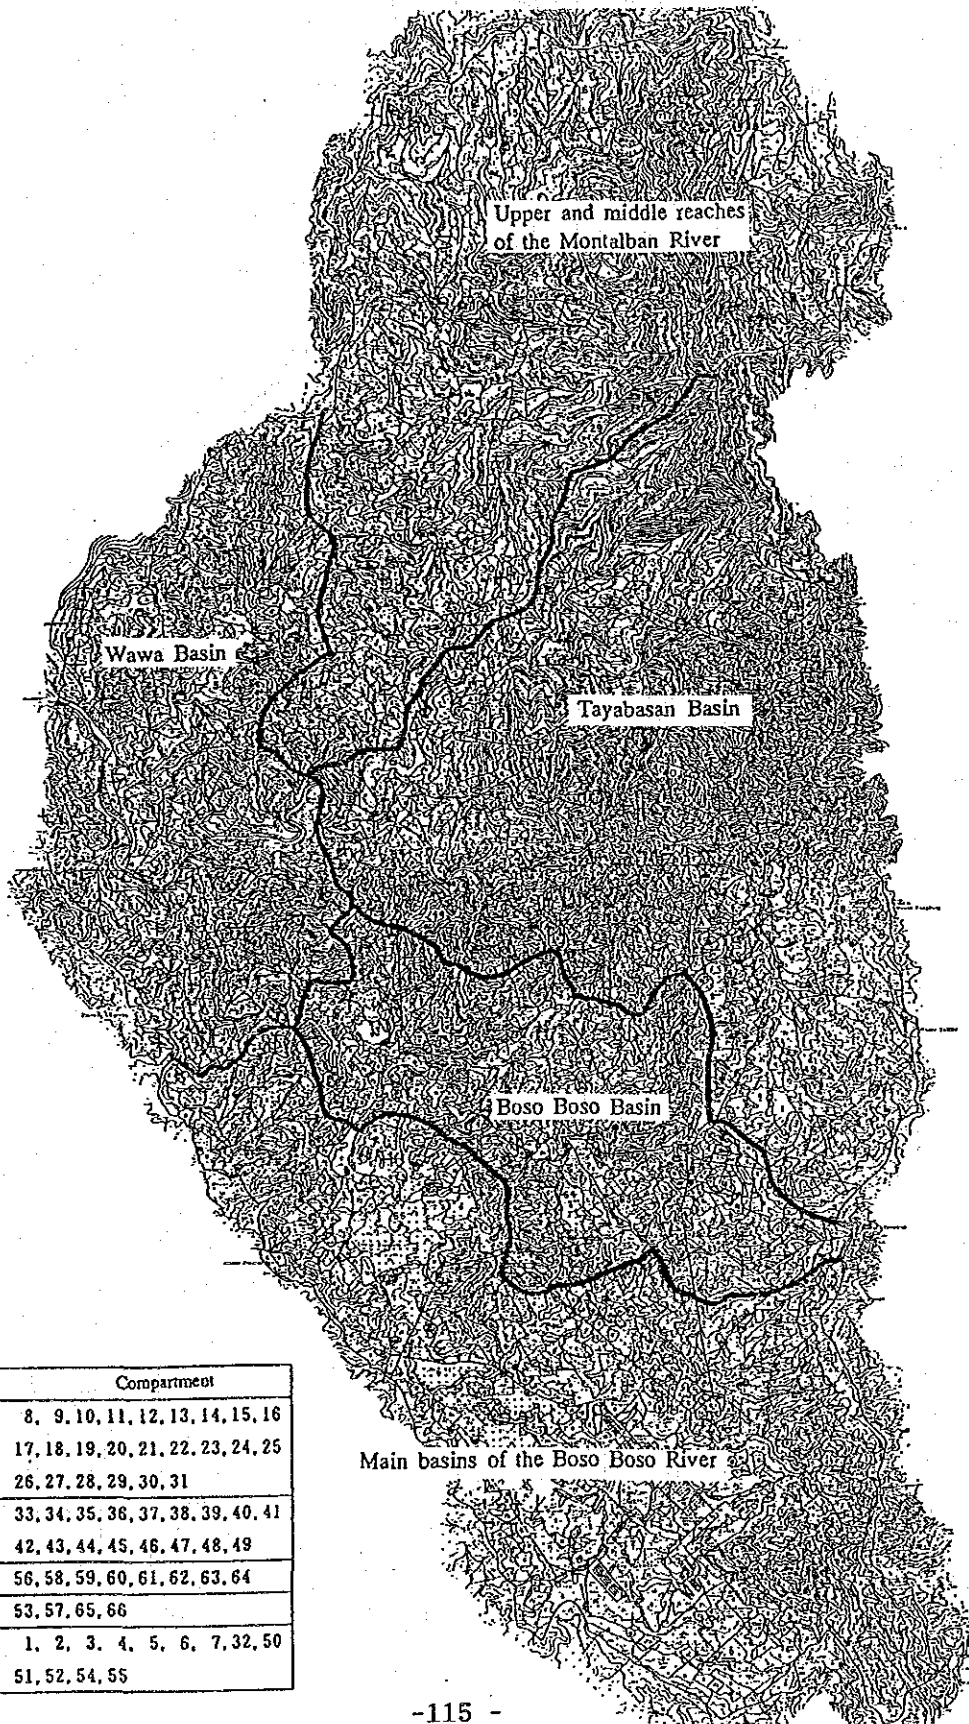 Upper and middle reaches
of the Montalban River
Wawa Basin
Tayabasan Basin
Boso Boso Basin
Main basins of the Boso Boso River
Compartment
8, 9, 10, 11, 12, 13, 14, 15, 16
17, 18, 19, 20, 21, 22, 23, 24, 25
26, 27, 28, 29, 30, 31
33, 34, 35, 36, 37, 38, 39, 40, 41
42, 43, 44, 45, 46, 47, 48, 49
56, 58, 59, 60, 61, 62, 63, 64
53, 57, 65, 66
1, 2, 3, 4, 5, 6, 7, 32, 50
51, 52, 54, 55
-115 -